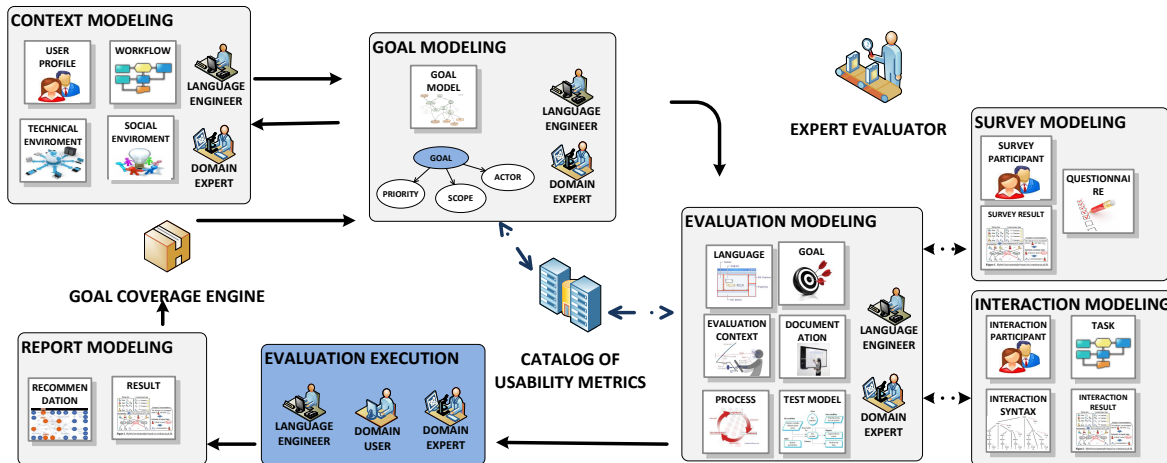 CONTEXT MODELING
USER
PROFILE
WORKFLOW
LANGUAGE
ENGINEER
TECHNICAL
ENVIROMENT
SOCIAL
ENVIROMENT
DOMAIN
EXPERT
GOAL MODELING
GOAL
MODEL
LANGUAGE
ENGINEER
GOAL
PRIORITY
SCOPE
ACTOR
DOMAIN
EXPERT
EXPERT EVALUATOR
SURVEY MODELING
SURVEY
PARTICIPANT
QUESTIONNAI
RE
SURVEY RESULT
EVALUATION MODELING
LANGUAGE
GOAL
EVALUATION
CONTEXT
DOCUMENT
ATION
LANGUAGE
ENGINEER
PROCESS
TEST MODEL
DOMAIN
EXPERT
INTERACTION MODELING
INTERACTION
PARTICIPANT
TASK
INTERACTION
SYNTAX
INTERACTION
RESULT
GOAL COVERAGE ENGINE
CATALOG OF
USABILITY METRICS
REPORT MODELING
RECOMMEN
DATION
RESULT
EVALUATION EXECUTION
LANGUAGE
ENGINEER
DOMAIN
USER
DOMAIN
EXPERT